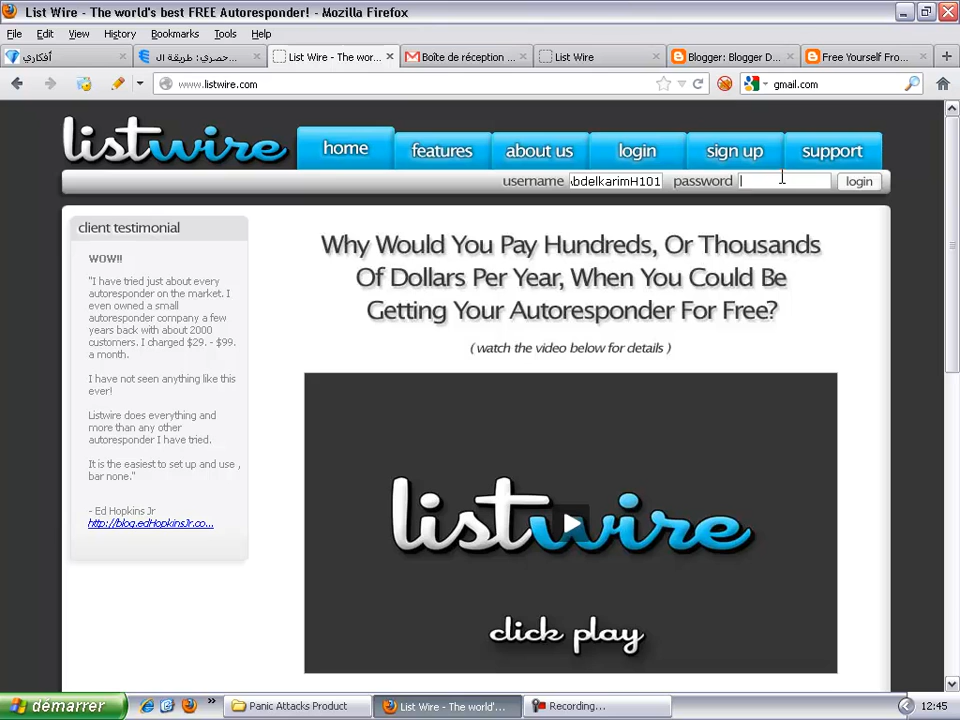 List Wire - The world's best FREE Autoresponder! - Mozilla Firefox
File Edit View History Bookmarks Tools Help
أفكاري
حصري: طريقة ال...
List Wire - The wor...
Boîte de réception ...
List Wire
Blogger: Blogger D...
Free Yourself Fro...
www.listwire.com
gmail.com
listwire
home
features
about us
login
sign up
support
username
bdelkarimH101
password
login
client testimonial
WOW!!
"I have tried just about every
autoresponder on the market. I
even owned a small
autoresponder company a few
years back with about 2000
customers. I charged $29. - $99.
a month.
I have not seen anything like this
ever!
Listwire does everything and
more than any other
autoresponder I have tried.
It is the easiest to set up and use ,
bar none."
- Ed Hopkins Jr
http://blog.edHopkinsJr.co...
Why Would You Pay Hundreds, Or Thousands
Of Dollars Per Year, When You Could Be
Getting Your Autoresponder For Free?
( watch the video below for details )
listwire
click play
démarrer
Panic Attacks Product
List Wire - The world'...
Recording...
12:45